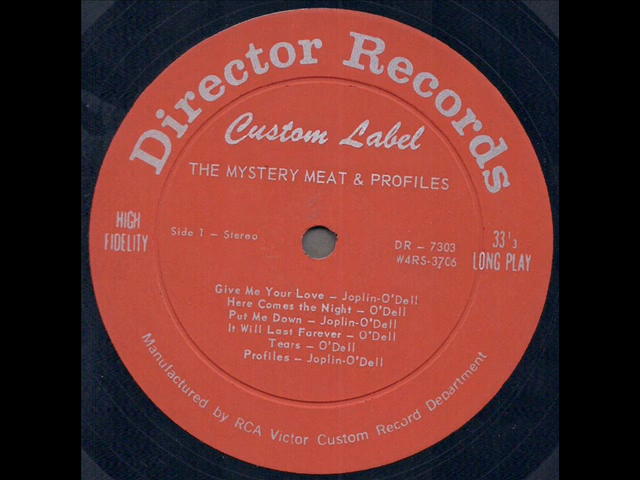 Director Records
Custom Label
THE MYSTERY MEAT & PROFILES
HIGH
FIDELITY
Side 1 — Stereo
DR — 7303
W4RS-3706
33⅓
LONG PLAY
Give Me Your Love — Joplin-O'Dell
Here Comes the Night — O'Dell
Put Me Down — Joplin-O'Dell
It Will Last Forever — O'Dell
Tears — O'Dell
Profiles — Joplin-O'Dell
Manufactured by RCA Victor Custom Record Department